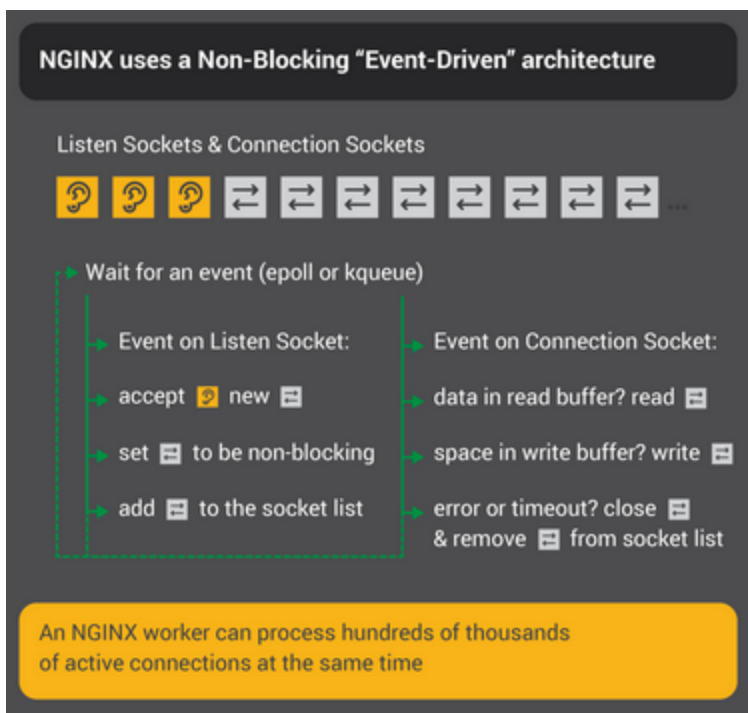 NGINX uses a Non-Blocking “Event-Driven” architecture
Listen Sockets & Connection Sockets
...
Wait for an event (epoll or kqueue)
Event on Listen Socket:
accept new
set to be non-blocking
add to the socket list
Event on Connection Socket:
data in read buffer? read
space in write buffer? write
error or timeout? close
& remove from socket list
An NGINX worker can process hundreds of thousands
of active connections at the same time